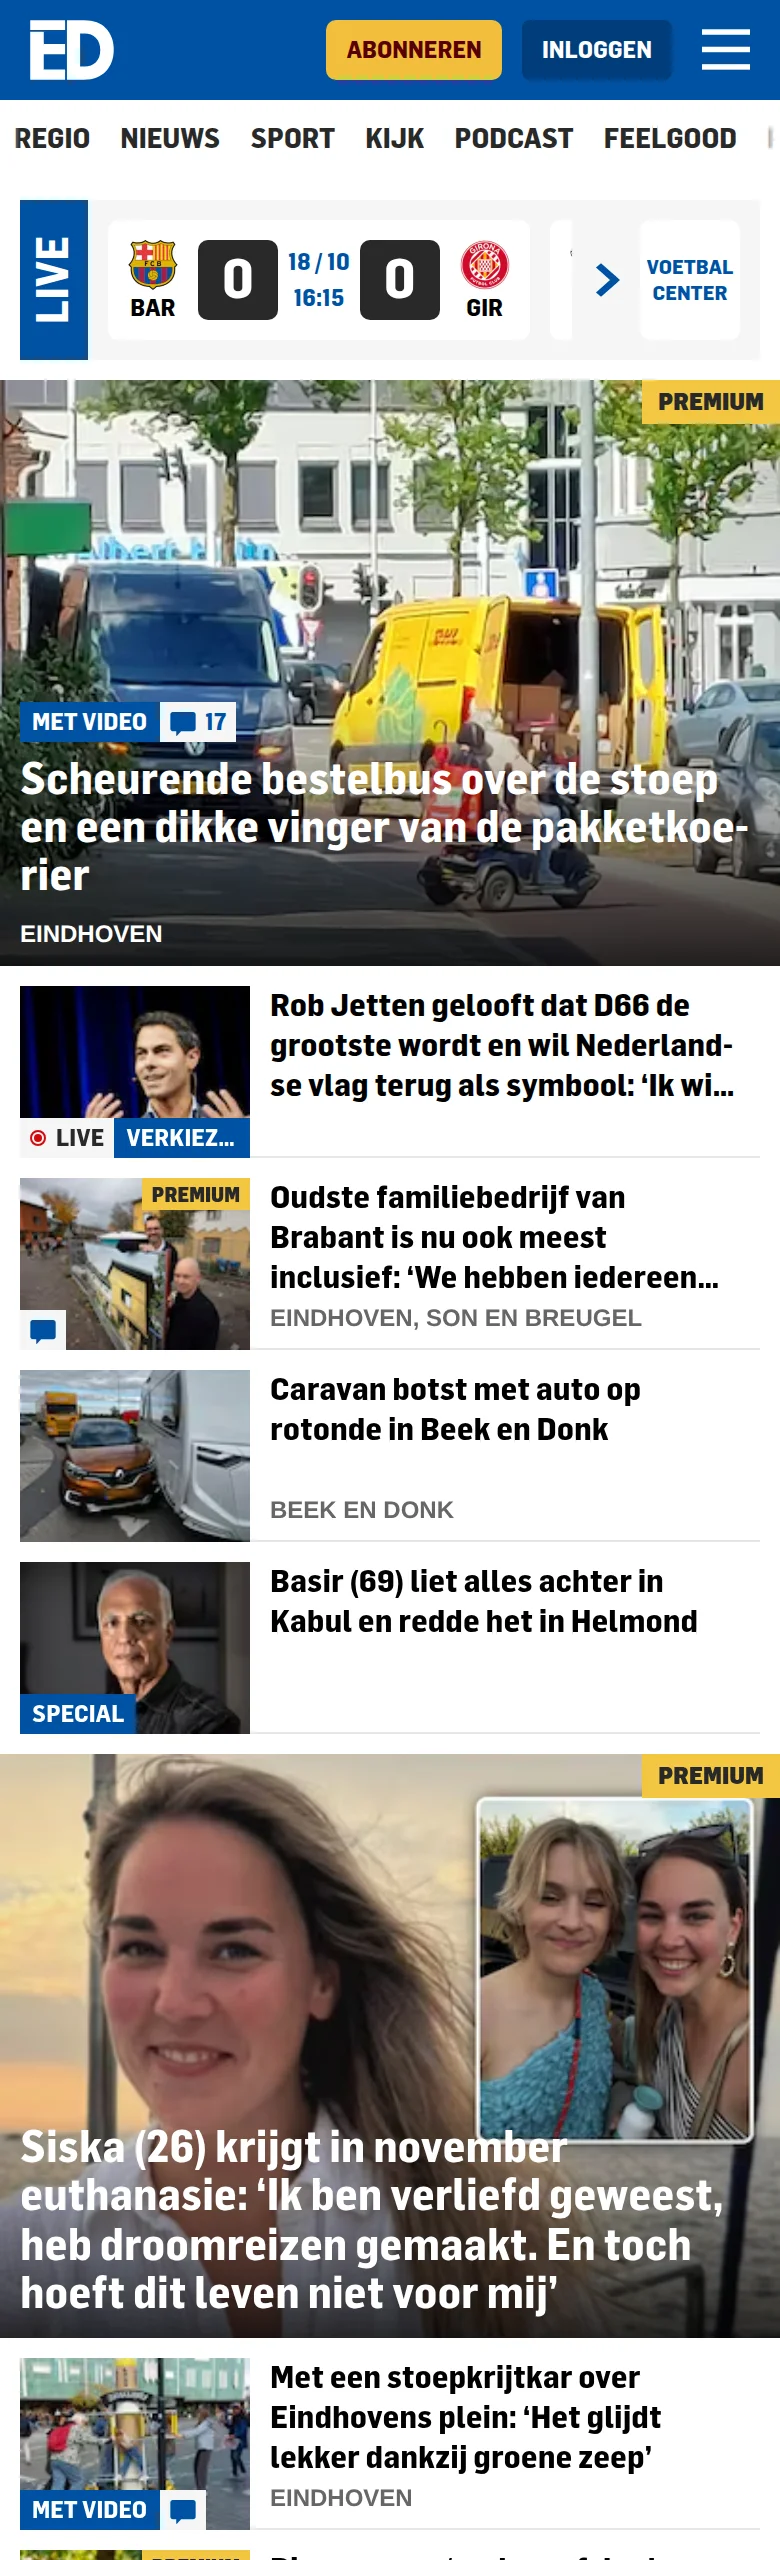 ED
ABONNEREN
INLOGGEN
REGIO NIEUWS SPORT KIJK PODCAST FEELGOOD
LIVE
BAR
0
18 / 10
16:15
0
GIR
VOETBAL
CENTER
PREMIUM
MET VIDEO
17
Scheurende bestelbus over de stoep
en een dikke vinger van de pakketkoe-
rier
EINDHOVEN
Rob Jetten gelooft dat D66 de
grootste wordt en wil Nederland-
se vlag terug als symbool: ‘Ik wi...
LIVE
VERKIEZ...
PREMIUM
Oudste familiebedrijf van
Brabant is nu ook meest
inclusief: ‘We hebben iedereen...
EINDHOVEN, SON EN BREUGEL
Caravan botst met auto op
rotonde in Beek en Donk
BEEK EN DONK
Basir (69) liet alles achter in
Kabul en redde het in Helmond
SPECIAL
PREMIUM
Siska (26) krijgt in november
euthanasie: ‘Ik ben verliefd geweest,
heb droomreizen gemaakt. En toch
hoeft dit leven niet voor mij’
Met een stoepkrijtkar over
Eindhovens plein: ‘Het glijdt
lekker dankzij groene zeep’
EINDHOVEN
MET VIDEO